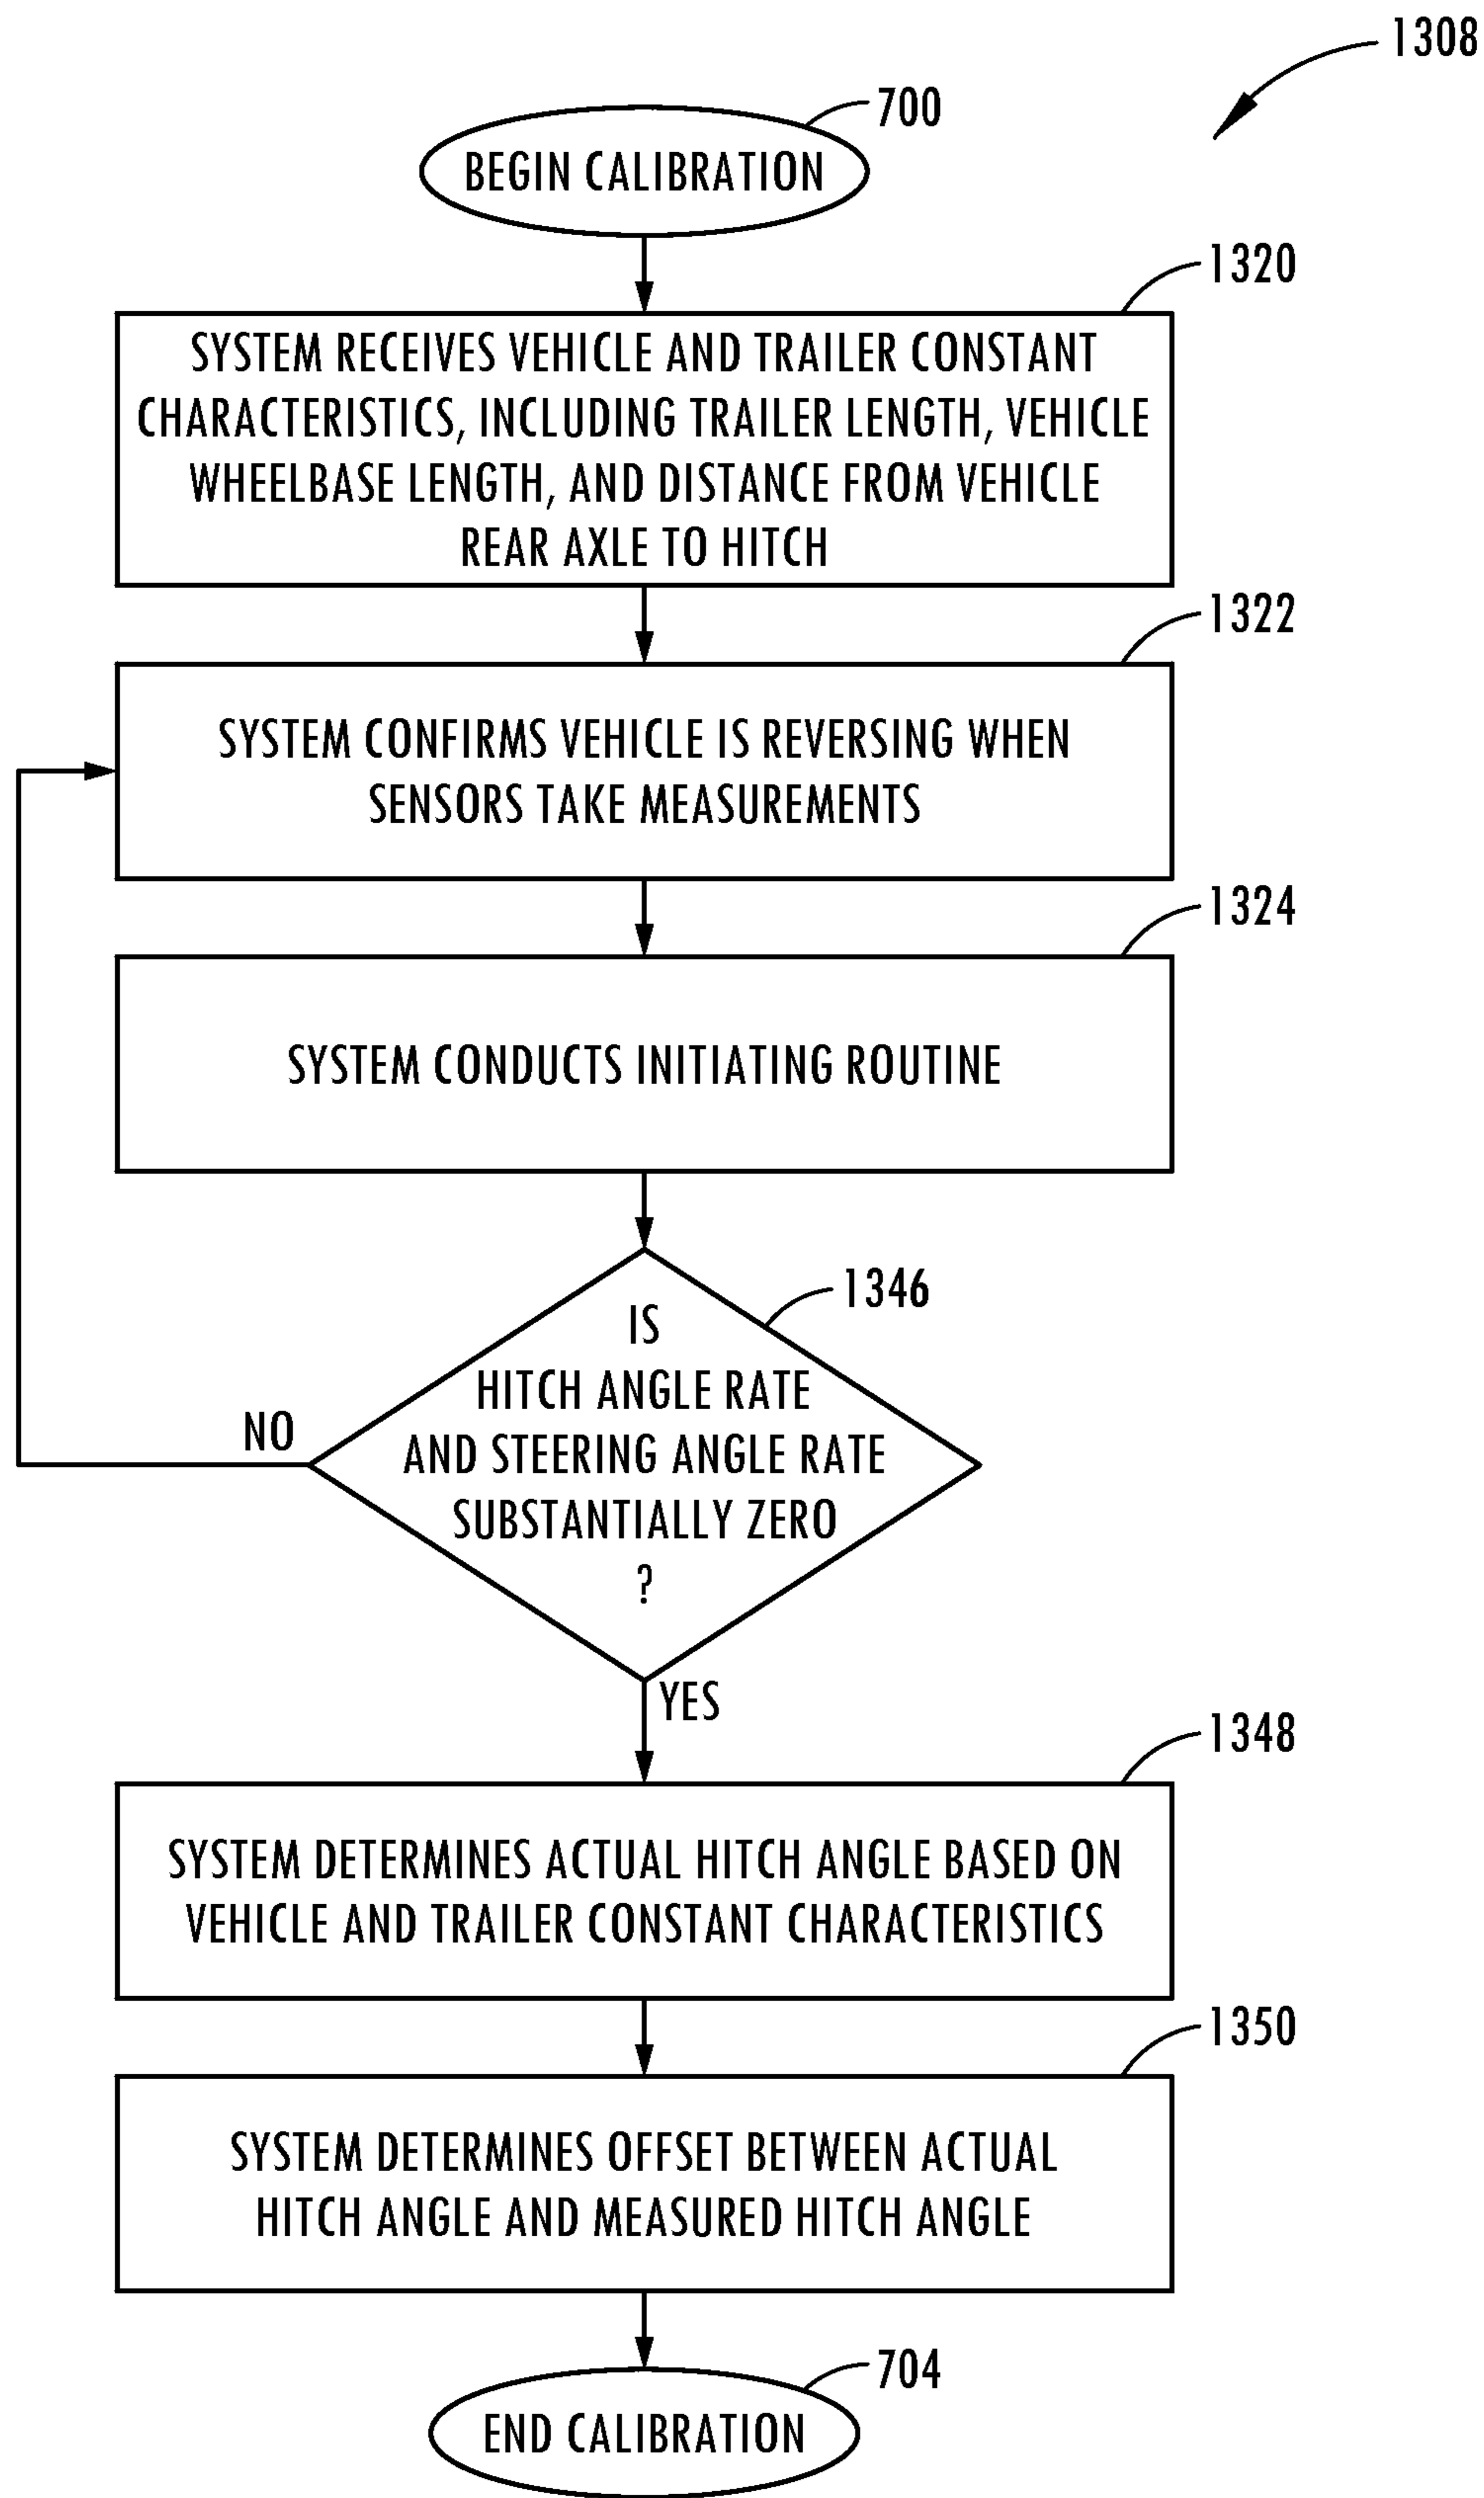 1308
700
BEGIN CALIBRATION
1320
SYSTEM RECEIVES VEHICLE AND TRAILER CONSTANT
CHARACTERISTICS, INCLUDING TRAILER LENGTH, VEHICLE
WHEELBASE LENGTH, AND DISTANCE FROM VEHICLE
REAR AXLE TO HITCH
1322
SYSTEM CONFIRMS VEHICLE IS REVERSING WHEN
SENSORS TAKE MEASUREMENTS
1324
SYSTEM CONDUCTS INITIATING ROUTINE
1346
IS
HITCH ANGLE RATE
AND STEERING ANGLE RATE
SUBSTANTIALLY ZERO
?
NO
YES
1348
SYSTEM DETERMINES ACTUAL HITCH ANGLE BASED ON
VEHICLE AND TRAILER CONSTANT CHARACTERISTICS
1350
SYSTEM DETERMINES OFFSET BETWEEN ACTUAL
HITCH ANGLE AND MEASURED HITCH ANGLE
704
END CALIBRATION